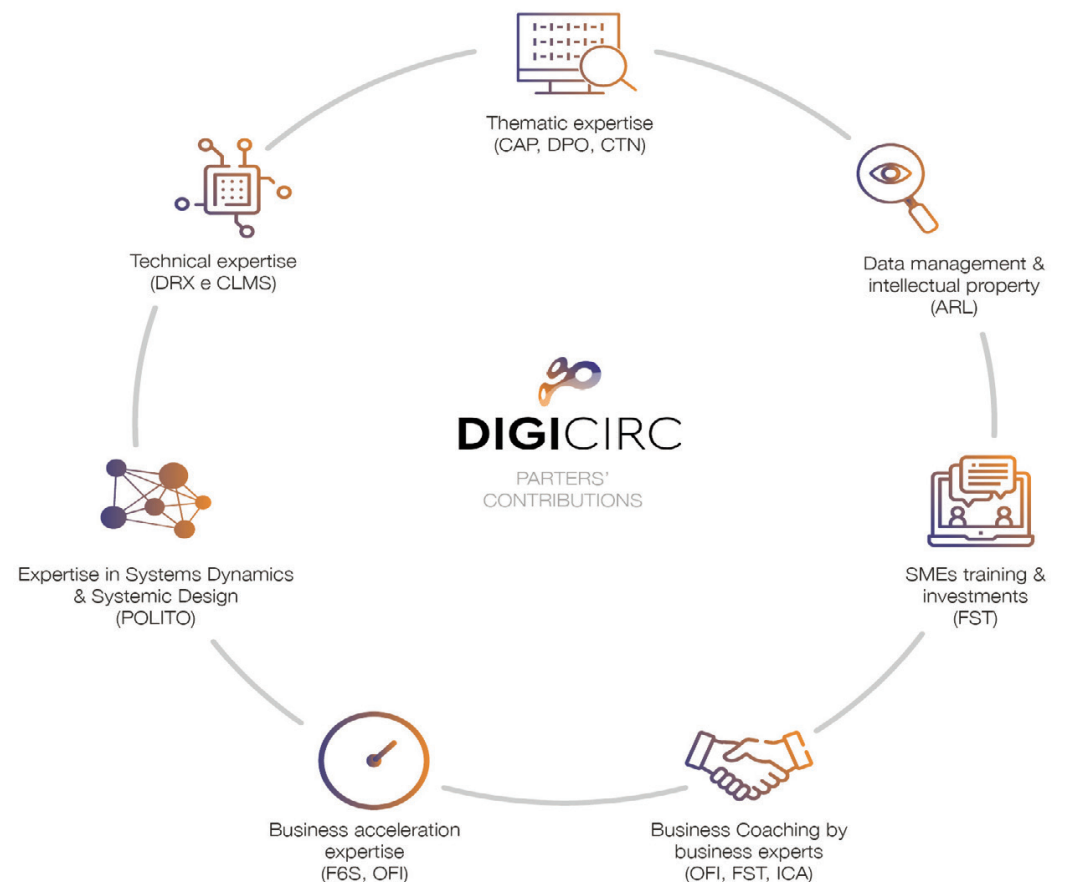 Thematic expertise
(CAP, DPO, CTN)
Data management &
intellectual property
(ARL)
SMEs training &
investments
(FST)
Business Coaching by
business experts
(OFI, FST, ICA)
Business acceleration
expertise
(F6S, OFI)
Expertise in Systems Dynamics
& Systemic Design
(POLITO)
Technical expertise
(DRX e CLMS)
DIGICIRC
PARTERS'
CONTRIBUTIONS